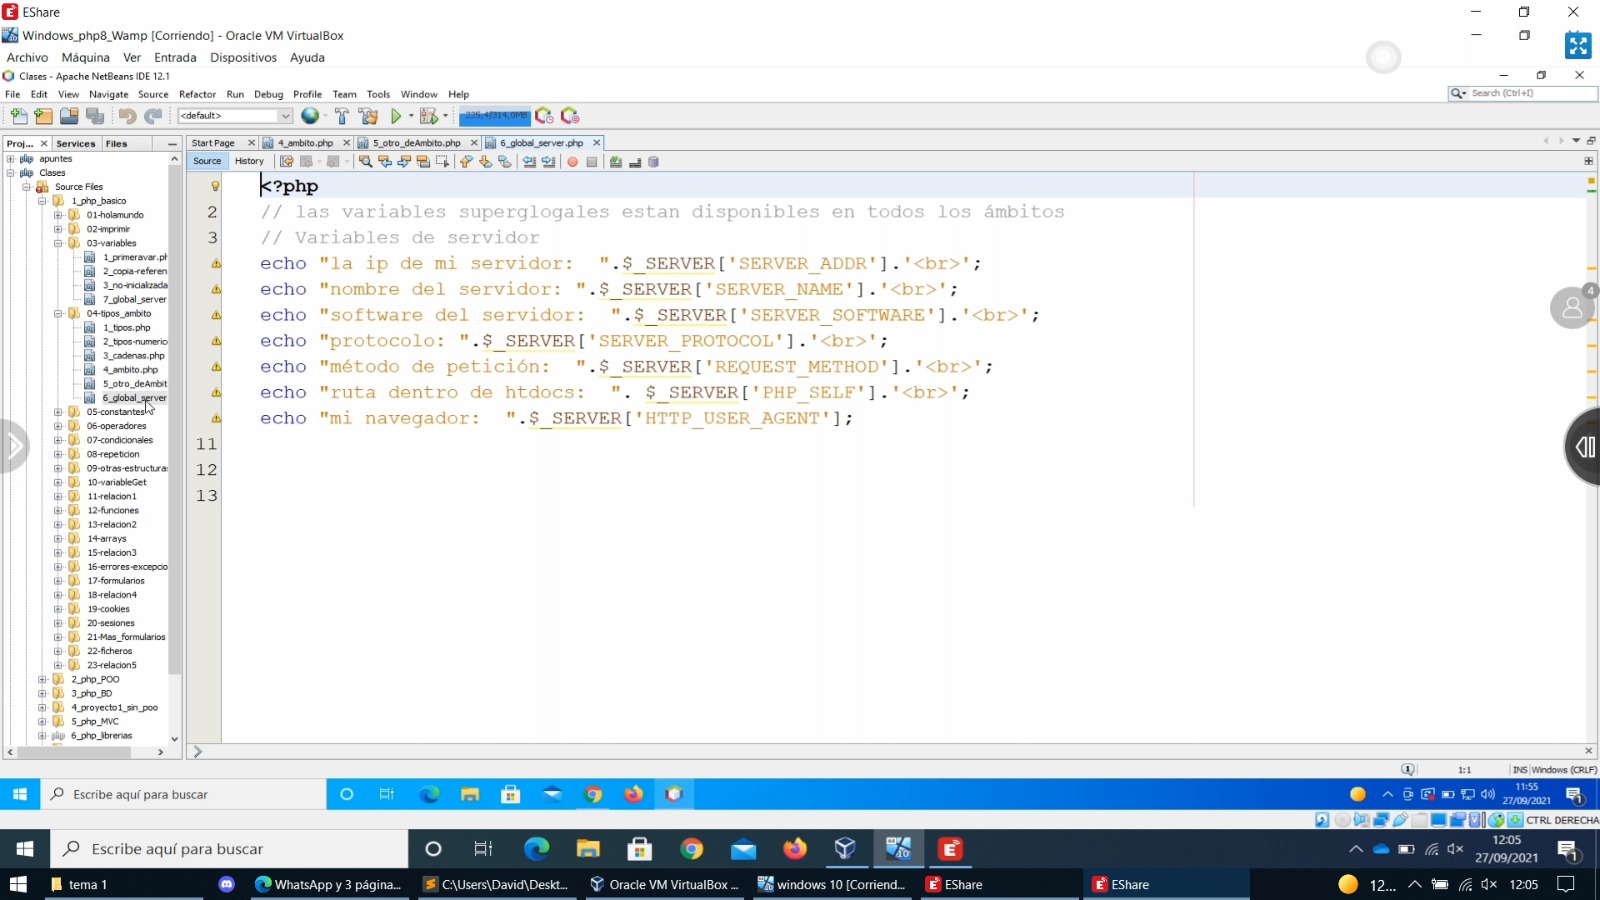 EShare
Windows_php8_Wamp [Corriendo] - Oracle VM VirtualBox
Archivo Máquina Ver Entrada Dispositivos Ayuda
Clases - Apache NetBeans IDE 12.1
File Edit View Navigate Source Refactor Run Debug Profile Team Tools Window Help
Search (Ctrl+I)
<default>
225,4/314,0MB
Proj... Services Files
Start Page 4_ambito.php 5_otro_deAmbito.php 6_global_server.php
Source History
apuntes
Clases
Source Files
1_php_basico
01-holamundo
02-imprimir
03-variables
1_primeravar.ph
2_copia-referen
3_no-inicializada
7_global_server
04-tipos_ambito
1_tipos.php
2_tipos-numeric
3_cadenas.php
4_ambito.php
5_otro_deAmbit
6_global_server
05-constantes
06-operadores
07-condicionales
08-repeticion
09-otras-estructura
10-variableGet
11-relacion1
12-funciones
13-relacion2
14-arrays
15-relacion3
16-errores-excepcio
17-formularios
18-relacion4
19-cookies
20-sesiones
21-Mas_formularios
22-ficheros
23-relacion5
2_php_POO
3_php_BD
4_proyecto1_sin_poo
5_php_MVC
6_php_librerias
<?php
2 // las variables superglogales estan disponibles en todos los ámbitos
3 // Variables de servidor
echo "la ip de mi servidor:  ".$_SERVER['SERVER_ADDR'].'<br>';
echo "nombre del servidor: ".$_SERVER['SERVER_NAME'].'<br>';
echo "software del servidor:  ".$_SERVER['SERVER_SOFTWARE'].'<br>';
echo "protocolo: ".$_SERVER['SERVER_PROTOCOL'].'<br>';
echo "método de petición:  ".$_SERVER['REQUEST_METHOD'].'<br>';
echo "ruta dentro de htdocs:  ". $_SERVER['PHP_SELF'].'<br>';
echo "mi navegador:  ".$_SERVER['HTTP_USER_AGENT'];
11
12
13
4
1:1 INS Windows (CRLF)
Escribe aquí para buscar
11:55
27/09/2021
1
CTRL DERECHA
Escribe aquí para buscar
12:05
27/09/2021
1
tema 1 WhatsApp y 3 página... C:\Users\David\Deskt... Oracle VM VirtualBox ... windows 10 [Corriend... EShare EShare 12... 12:05